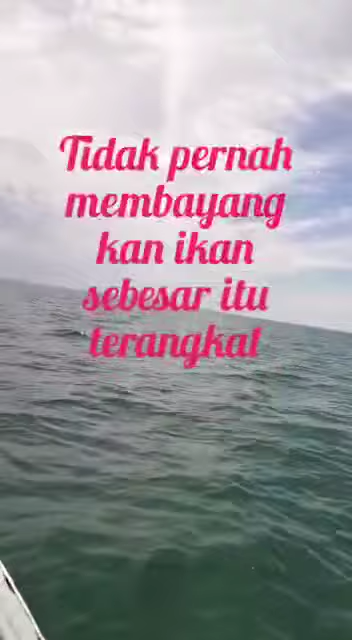 Tidak pernah
membayang
kan ikan
sebesar itu
terangkat